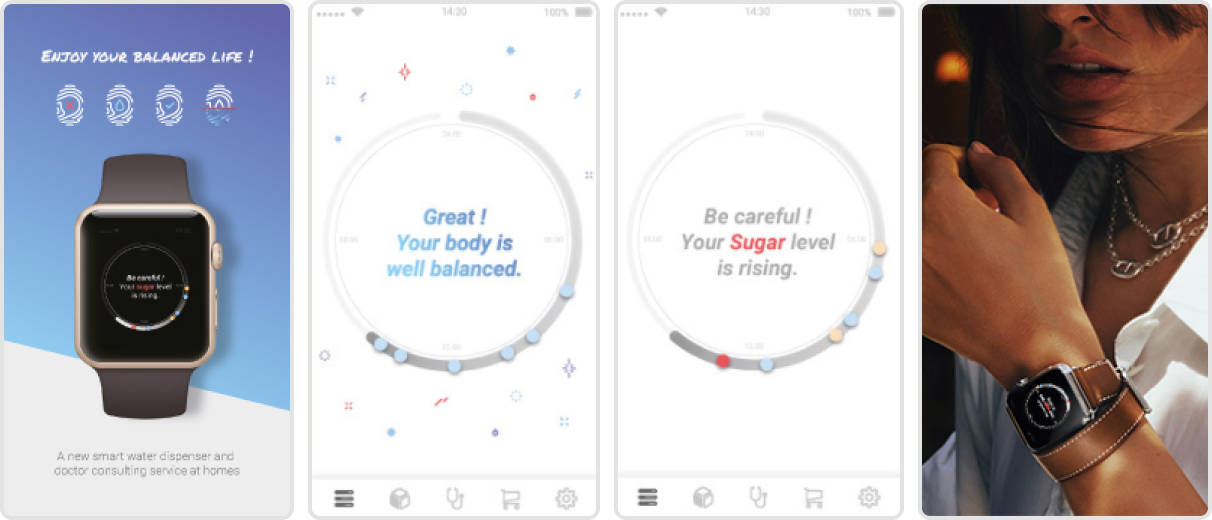 ENJOY YOUR BALANCED LIFE !
Be careful !
Your sugar level
is rising.
A new smart water dispenser and
doctor consulting service at homes
14:30
100%
24:00
Great !
Your body is
well balanced.
18:00
06:00
12:00
14:30
100%
24:00
Be careful !
Your Sugar level
is rising.
18:00
06:00
12:00